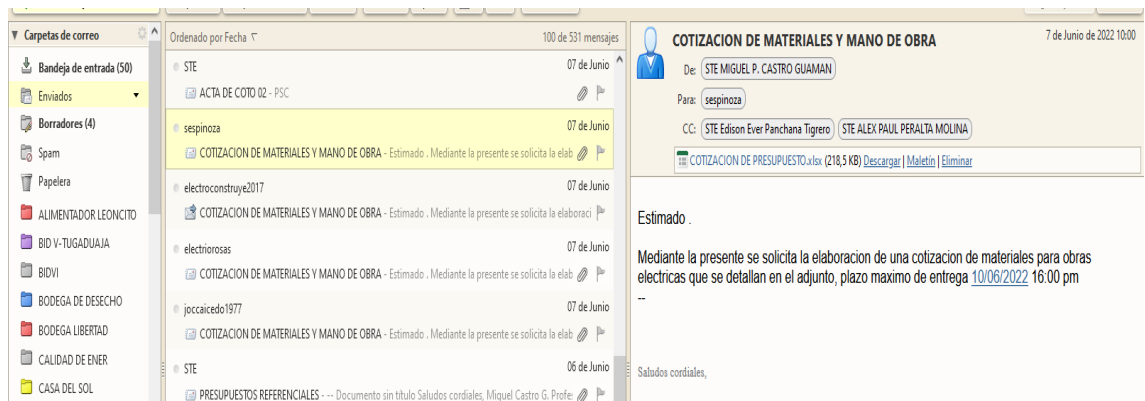 Carpetas de correo
Bandeja de entrada (50)
Enviados
Borradores (4)
Spam
Papelera
ALIMENTADOR LEONCITO
BID V-TUGADUAJA
BIDVI
BODEGA DE DESECHO
BODEGA LIBERTAD
CALIDAD DE ENER
CASA DEL SOL
Ordenado por Fecha
100 de 531 mensajes
STE
07 de Junio
ACTA DE COTO 02 - PSC
sespinoza
07 de Junio
COTIZACION DE MATERIALES Y MANO DE OBRA - Estimado . Mediante la presente se solicita la elab
electroconstruye2017
07 de Junio
COTIZACION DE MATERIALES Y MANO DE OBRA - Estimado . Mediante la presente se solicita la elaboraci
electriorosas
07 de Junio
COTIZACION DE MATERIALES Y MANO DE OBRA - Estimado . Mediante la presente se solicita la elab
joccaicedo1977
07 de Junio
COTIZACION DE MATERIALES Y MANO DE OBRA - Estimado . Mediante la presente se solicita la elab
STE
06 de Junio
PRESUPUESTOS REFERENCIALES - -- Documento sin título Saludos cordiales, Miguel Castro G. Profe:
COTIZACION DE MATERIALES Y MANO DE OBRA
7 de Junio de 2022 10:00
De: STE MIGUEL P. CASTRO GUAMAN
Para: sespinoza
CC: STE Edison Ever Panchana Tigrero STE ALEX PAUL PERALTA MOLINA
COTIZACION DE PRESUPUESTO.xlsx (218,5 KB) Descargar | Maletín | Eliminar
Estimado .
Mediante la presente se solicita la elaboracion de una cotizacion de materiales para obras
electricas que se detallan en el adjunto, plazo maximo de entrega 10/06/2022 16:00 pm
--
Saludos cordiales,